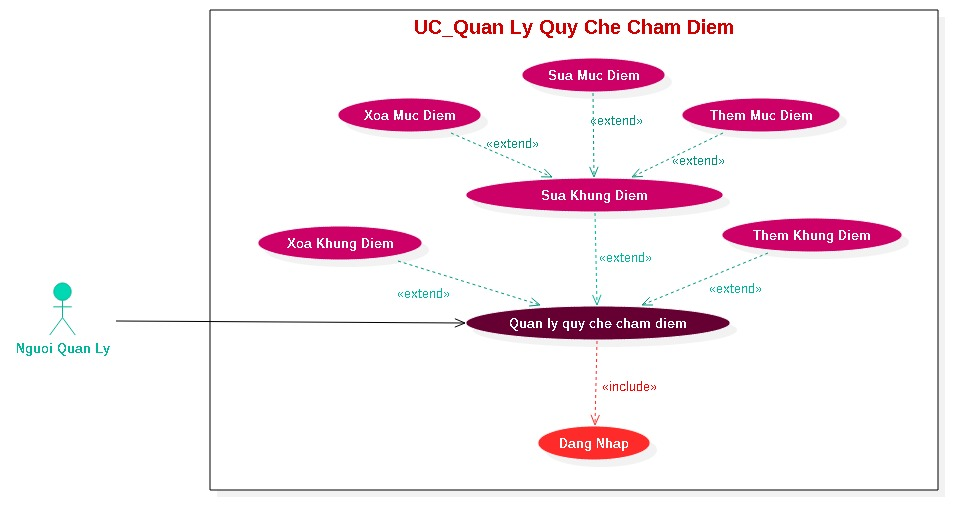 UC_Quan Ly Quy Che Cham Diem
Sua Muc Diem
Xoa Muc Diem
Them Muc Diem
«extend»
«extend»
«extend»
Sua Khung Diem
Xoa Khung Diem
Them Khung Diem
«extend»
«extend»
«extend»
Quan ly quy che cham diem
Nguoi Quan Ly
«include»
Dang Nhap